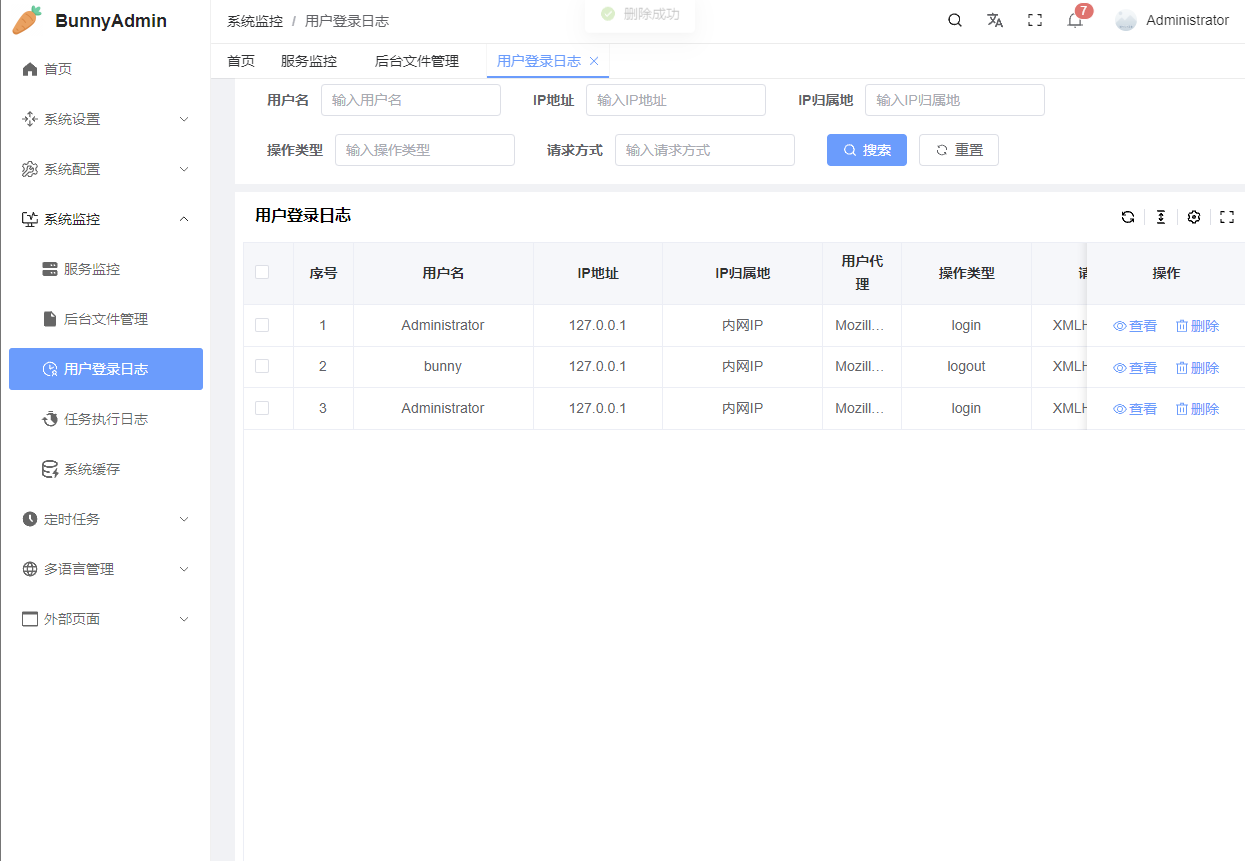 BunnyAdmin
首页
系统设置
系统配置
系统监控
服务监控
后台文件管理
用户登录日志
任务执行日志
系统缓存
定时任务
多语言管理
外部页面
系统监控 / 用户登录日志
删除成功
7
Administrator
首页 服务监控 后台文件管理 用户登录日志
用户名 输入用户名 IP地址 输入IP地址 IP归属地 输入IP归属地
操作类型 输入操作类型 请求方式 输入请求方式 搜索 重置
用户登录日志
序号 用户名 IP地址 IP归属地 用户代理 操作类型 操作
1 Administrator 127.0.0.1 内网IP Mozill... login XMLH 查看 删除
2 bunny 127.0.0.1 内网IP Mozill... logout XMLH 查看 删除
3 Administrator 127.0.0.1 内网IP Mozill... login XMLH 查看 删除